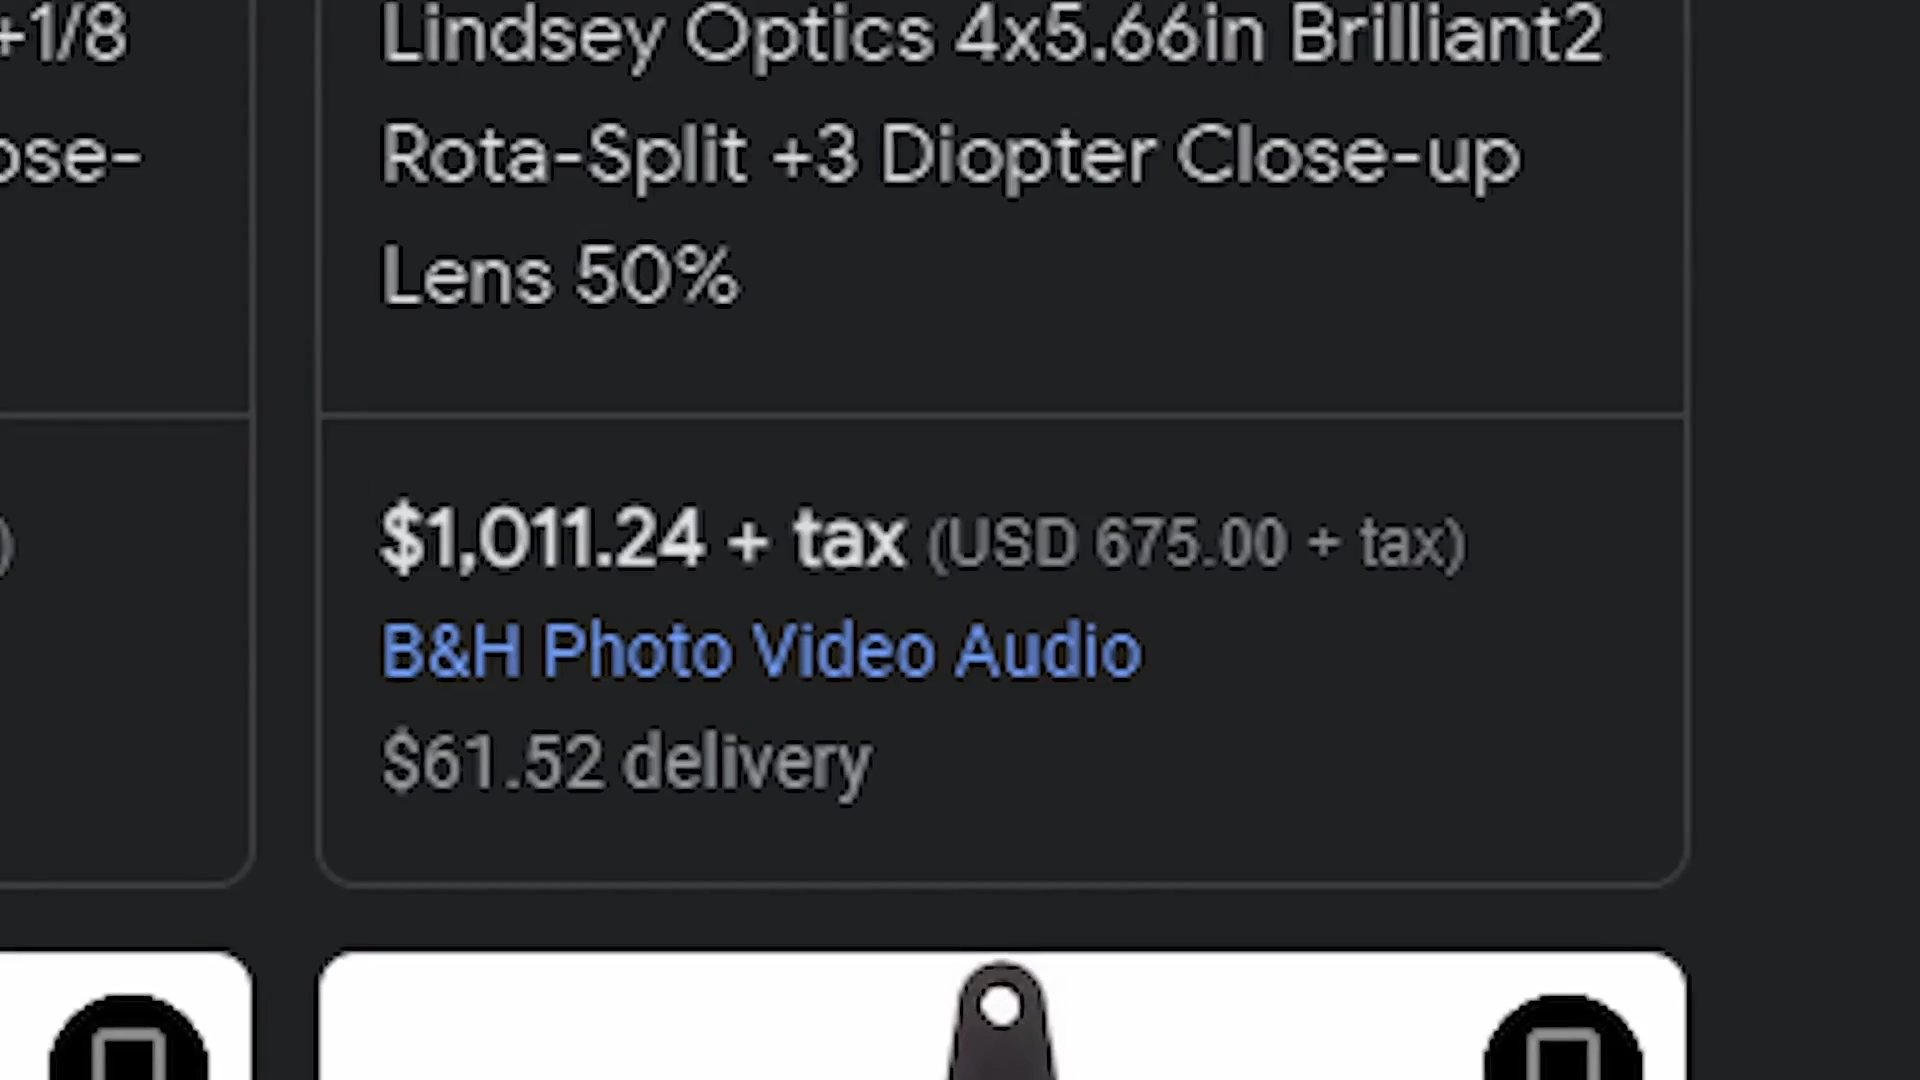 +1/8
ose-
)
Lindsey Optics 4x5.66in Brilliant2
Rota-Split +3 Diopter Close-up
Lens 50%
$1,011.24 + tax (USD 675.00 + tax)
B&H Photo Video Audio
$61.52 delivery